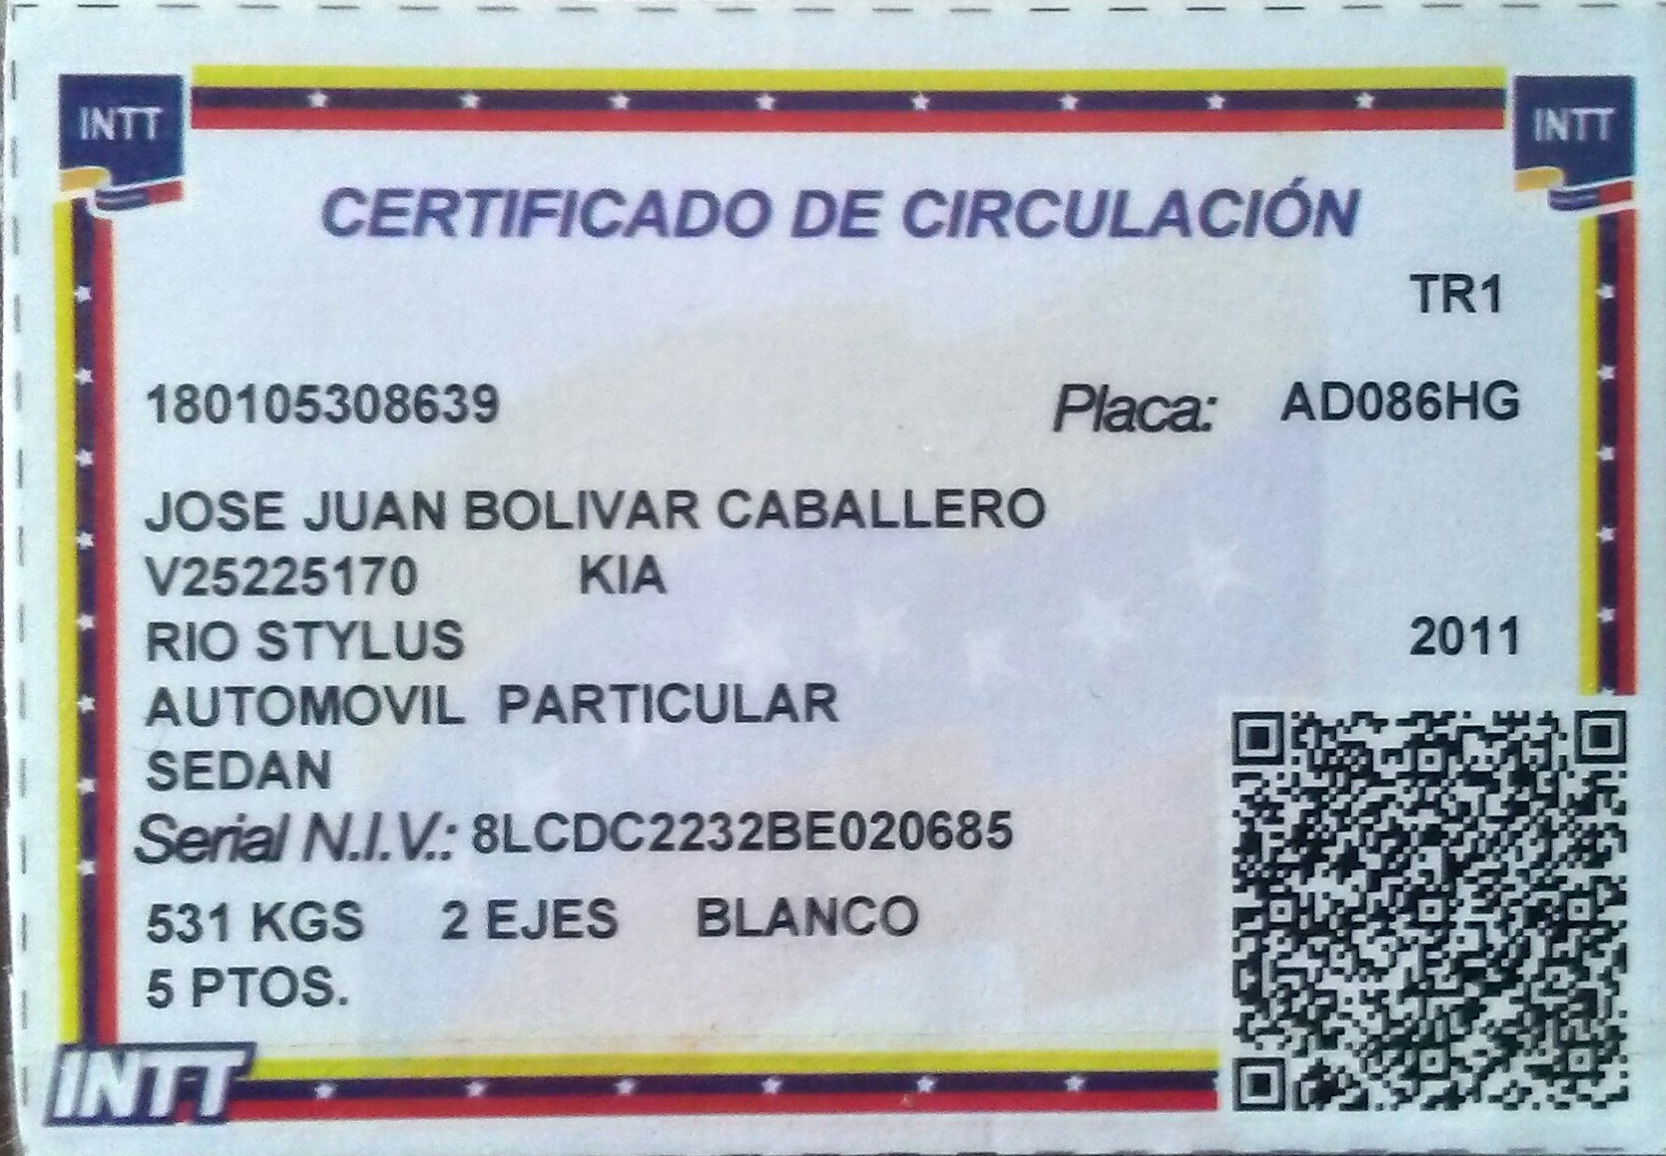 INTT INTT
CERTIFICADO DE CIRCULACIÓN
TR1
180105308639 Placa: AD086HG
JOSE JUAN BOLIVAR CABALLERO
V25225170 KIA
RIO STYLUS 2011
AUTOMOVIL PARTICULAR
SEDAN
Serial N.I.V.: 8LCDC2232BE020685
531 KGS 2 EJES BLANCO
5 PTOS.
INTT